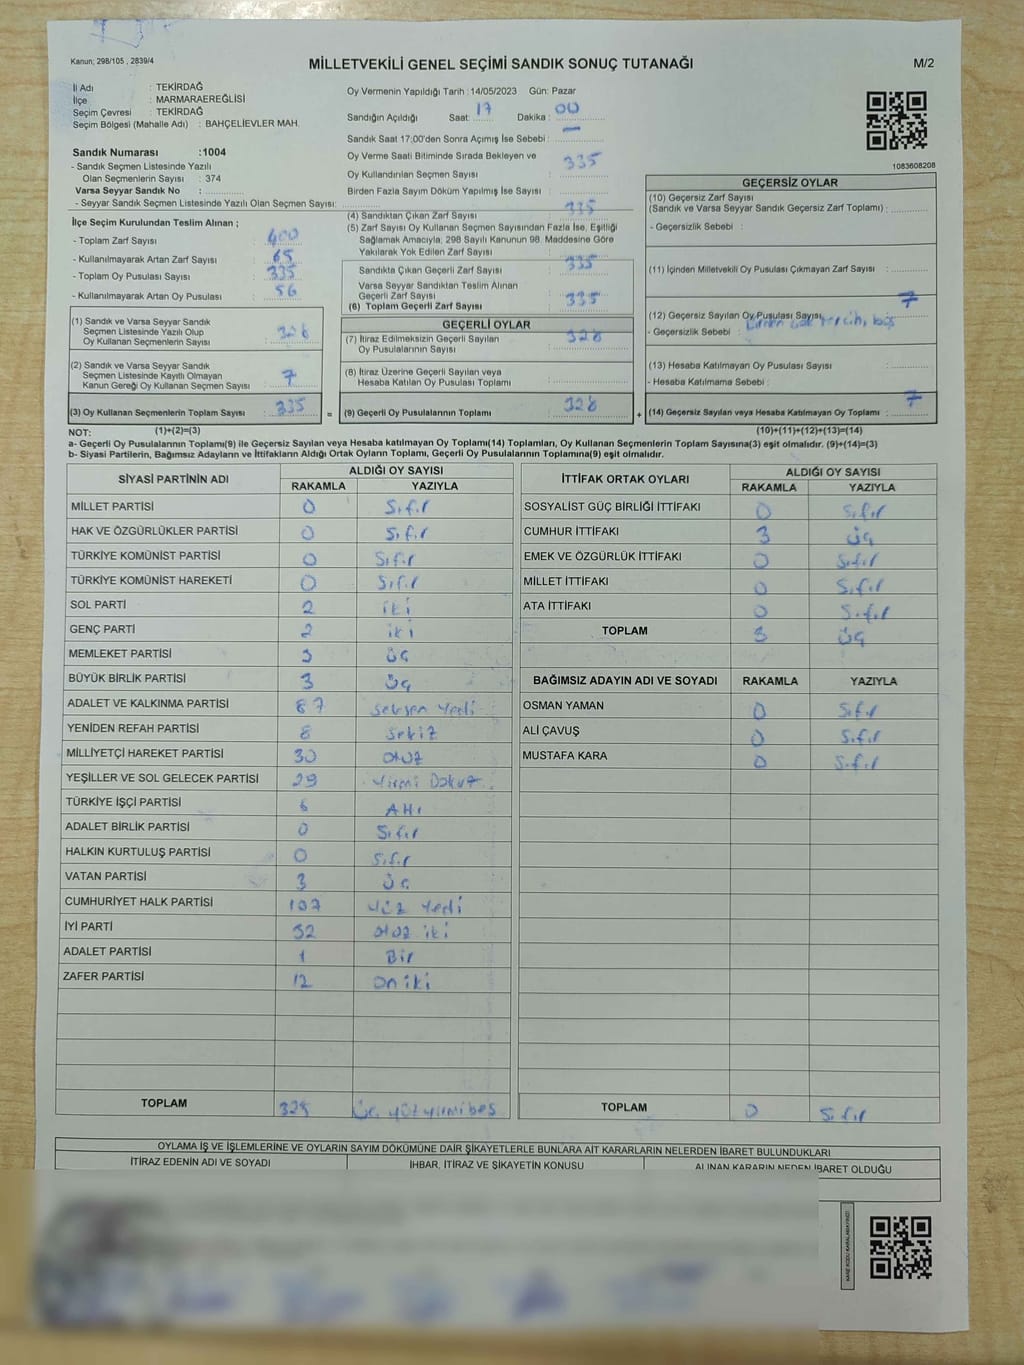 Kanun; 298/105 , 2839/4
MİLLETVEKİLİ GENEL SEÇİMİ SANDIK SONUÇ TUTANAĞI
M/2
İl Adı : TEKİRDAĞ
İlçe : MARMARAEREĞLİSİ
Seçim Çevresi : TEKİRDAĞ
Seçim Bölgesi (Mahalle Adı) : BAHÇELİEVLER MAH.
Sandık Numarası :1004
- Sandık Seçmen Listesinde Yazılı
Olan Seçmenlerin Sayısı : 374
Varsa Seyyar Sandık No :
- Seyyar Sandık Seçmen Listesinde Yazılı Olan Seçmen Sayısı:
Oy Vermenin Yapıldığı Tarih : 14/05/2023 Gün: Pazar
Sandığın Açıldığı Saat: 17 Dakika : 00
Sandık Saat 17:00'den Sonra Açımış İse Sebebi : —
Oy Verme Saati Bitiminde Sırada Bekleyen ve
Oy Kullandırılan Seçmen Sayısı : 335
Birden Fazla Sayım Döküm Yapılmış İse Sayısı :
1083608208
İlçe Seçim Kurulundan Teslim Alınan ;
- Toplam Zarf Sayısı : 400
- Kullanılmayarak Artan Zarf Sayısı : 65
- Toplam Oy Pusulası Sayısı : 335
- Kullanılmayarak Artan Oy Pusulası : 56
(1) Sandık ve Varsa Seyyar Sandık
Seçmen Listesinde Yazılı Olup
Oy Kullanan Seçmenlerin Sayısı : 328
(2) Sandık ve Varsa Seyyar Sandık
Seçmen Listesinde Kayıtlı Olmayan
Kanun Gereği Oy Kullanan Seçmen Sayısı : 7
(3) Oy Kullanan Seçmenlerin Toplam Sayısı : 335
(4) Sandıktan Çıkan Zarf Sayısı : 335
(5) Zarf Sayısı Oy Kullanan Seçmen Sayısından Fazla İse, Eşitliği
Sağlamak Amacıyla; 298 Sayılı Kanunun 98. Maddesine Göre
Yakılarak Yok Edilen Zarf Sayısı :
Sandıkta Çıkan Geçerli Zarf Sayısı : 335
Varsa Seyyar Sandıktan Teslim Alınan
Geçerli Zarf Sayısı :
(6) Toplam Geçerli Zarf Sayısı : 335
GEÇERLİ OYLAR
(7) İtiraz Edilmeksizin Geçerli Sayılan
Oy Pusulalarının Sayısı : 328
(8) İtiraz Üzerine Geçerli Sayılan veya
Hesaba Katılan Oy Pusulası Toplamı :
= (9) Geçerli Oy Pusulalarının Toplamı : 328 +
GEÇERSİZ OYLAR
(10) Geçersiz Zarf Sayısı
(Sandık ve Varsa Seyyar Sandık Geçersiz Zarf Toplamı) :
- Geçersizlik Sebebi :
(11) İçinden Milletvekili Oy Pusulası Çıkmayan Zarf Sayısı :
(12) Geçersiz Sayılan Oy Pusulası Sayısı 7
- Geçersizlik Sebebi : tercih, boş
(13) Hesaba Katılmayan Oy Pusulası Sayısı :
- Hesaba Katılmama Sebebi :
(14) Geçersiz Sayılan veya Hesaba Katılmayan Oy Toplamı : 7
NOT: (1)+(2)=(3) (10)+(11)+(12)+(13)=(14)
a- Geçerli Oy Pusulalarının Toplamı(9) ile Geçersiz Sayılan veya Hesaba katılmayan Oy Toplamı(14) Toplamları, Oy Kullanan Seçmenlerin Toplam Sayısına(3) eşit olmalıdır. (9)+(14)=(3)
b- Siyasi Partilerin, Bağımsız Adayların ve İttifakların Aldığı Ortak Oyların Toplamı, Geçerli Oy Pusulalarının Toplamına(9) eşit olmalıdır.
SİYASİ PARTİNİN ADI ALDIĞI OY SAYISI
RAKAMLA YAZIYLA
MİLLET PARTİSİ 0 Sıfır
HAK VE ÖZGÜRLÜKLER PARTİSİ 0 Sıfır
TÜRKİYE KOMÜNİST PARTİSİ 0 Sıfır
TÜRKİYE KOMÜNİST HAREKETİ 0 Sıfır
SOL PARTİ 2 iki
GENÇ PARTİ 2 iki
MEMLEKET PARTİSİ 3 üç
BÜYÜK BİRLİK PARTİSİ 3 üç
ADALET VE KALKINMA PARTİSİ 87 seksen yedi
YENİDEN REFAH PARTİSİ 8 sekiz
MİLLİYETÇİ HAREKET PARTİSİ 30 otuz
YEŞİLLER VE SOL GELECEK PARTİSİ 29 Yirmi Dokuz
TÜRKİYE İŞÇİ PARTİSİ 6 Altı
ADALET BİRLİK PARTİSİ 0 Sıfır
HALKIN KURTULUŞ PARTİSİ 0 Sıfır
VATAN PARTİSİ 3 üç
CUMHURİYET HALK PARTİSİ 107 Yüz Yedi
İYİ PARTİ 32 otuz iki
ADALET PARTİSİ 1 Bir
ZAFER PARTİSİ 12 on iki
TOPLAM 325 üç yüz yirmi beş
İTTİFAK ORTAK OYLARI ALDIĞI OY SAYISI
RAKAMLA YAZIYLA
SOSYALİST GÜÇ BİRLİĞİ İTTİFAKI 0 Sıfır
CUMHUR İTTİFAKI 3 üç
EMEK VE ÖZGÜRLÜK İTTİFAKI 0 Sıfır
MİLLET İTTİFAKI 0 Sıfır
ATA İTTİFAKI 0 Sıfır
TOPLAM 3 üç
BAĞIMSIZ ADAYIN ADI VE SOYADI RAKAMLA YAZIYLA
OSMAN YAMAN 0 Sıfır
ALİ ÇAVUŞ 0 Sıfır
MUSTAFA KARA 0 Sıfır
TOPLAM 0 Sıfır
OYLAMA İŞ VE İŞLEMLERİNE VE OYLARIN SAYIM DÖKÜMÜNE DAİR ŞİKAYETLERLE BUNLARA AİT KARARLARIN NELERDEN İBARET BULUNDUKLARI
İTİRAZ EDENİN ADI VE SOYADI İHBAR, İTİRAZ VE ŞİKAYETİN KONUSU ALINAN KARARIN NEDEN İBARET OLDUĞU
KARE KODU KARALAMAYINIZ!